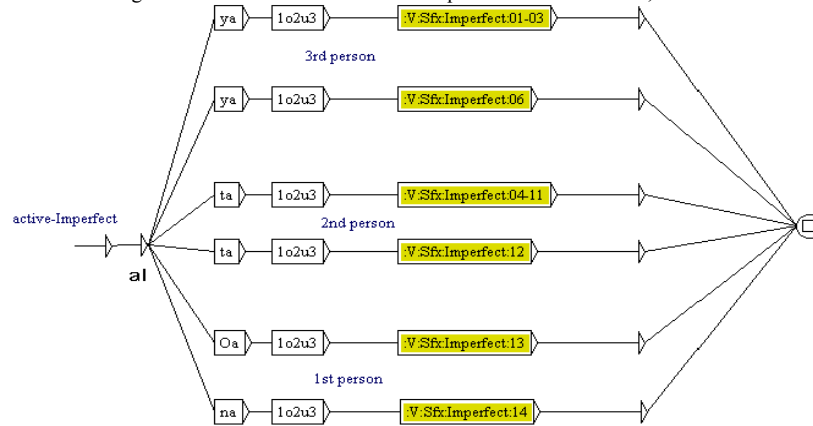 ya 1o2u3 :V:Sfx:Imperfect:01-03
3rd person
ya 1o2u3 :V:Sfx:Imperfect:06
ta 1o2u3 :V:Sfx:Imperfect:04-11
active-Imperfect
2nd person
ta 1o2u3 :V:Sfx:Imperfect:12
al
Oa 1o2u3 :V:Sfx:Imperfect:13
1st person
na 1o2u3 :V:Sfx:Imperfect:14